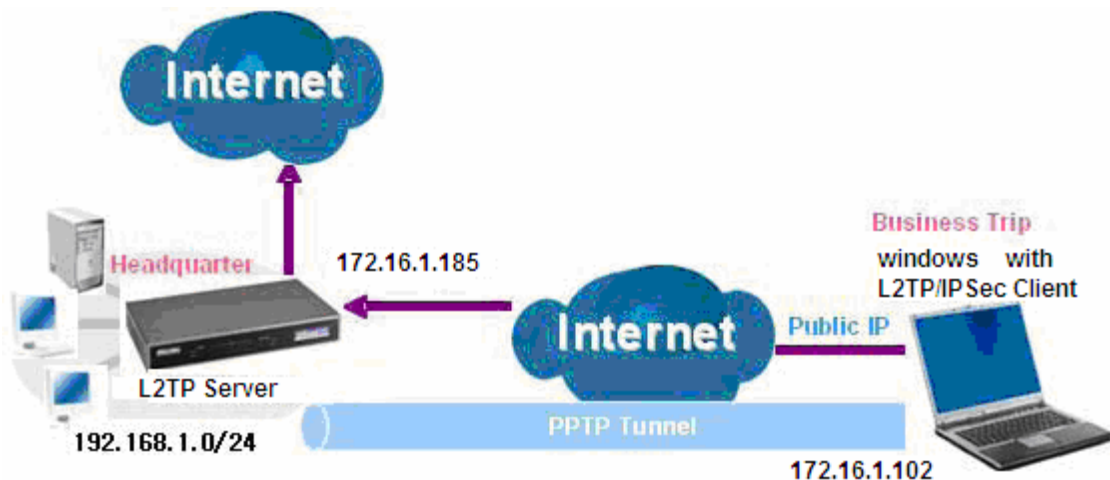 Internet
Business Trip
windows with
L2TP/IPSec Client
Headquarter
172.16.1.185
Internet
Public IP
L2TP Server
PPTP Tunnel
192.168.1.0/24
172.16.1.102